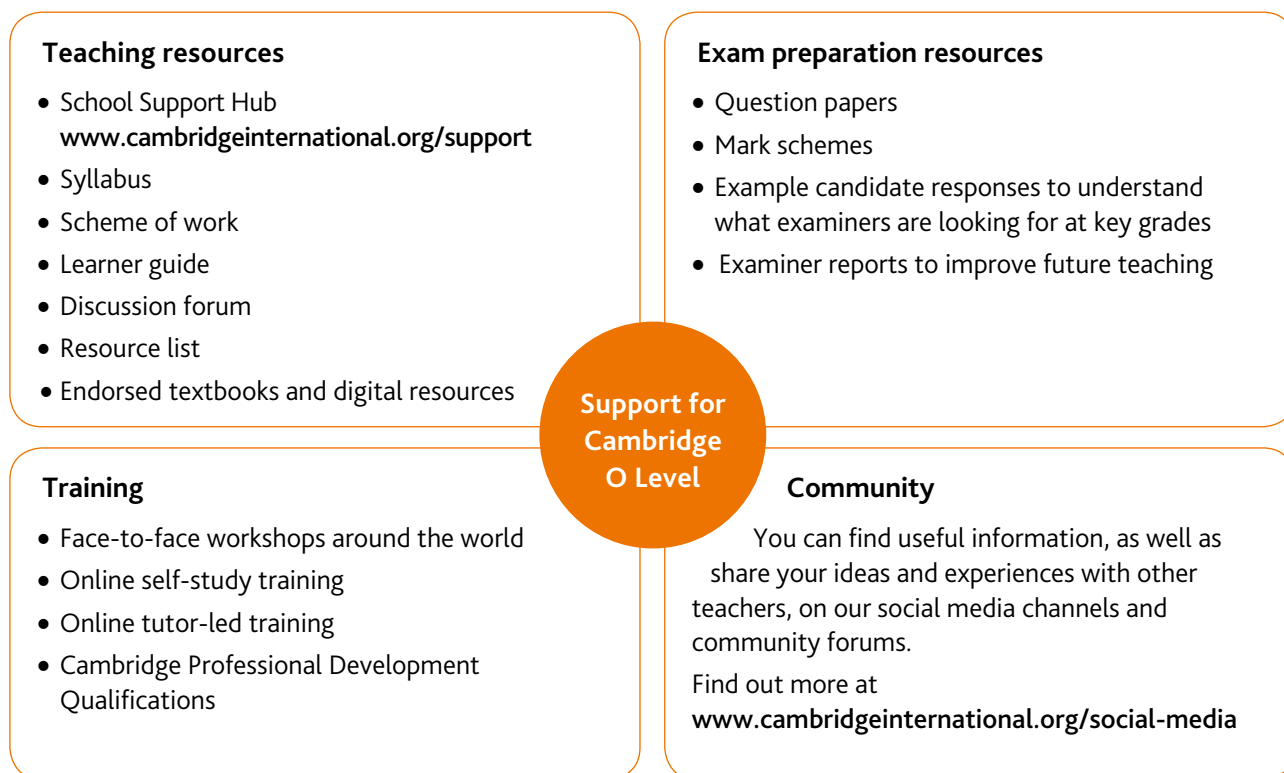 Teaching resources
• School Support Hub
www.cambridgeinternational.org/support
• Syllabus
• Scheme of work
• Learner guide
• Discussion forum
• Resource list
• Endorsed textbooks and digital resources
Exam preparation resources
• Question papers
• Mark schemes
• Example candidate responses to understand
what examiners are looking for at key grades
• Examiner reports to improve future teaching
Support for
Cambridge
O Level
Training
• Face-to-face workshops around the world
• Online self-study training
• Online tutor-led training
• Cambridge Professional Development
Qualifications
Community
You can find useful information, as well as
share your ideas and experiences with other
teachers, on our social media channels and
community forums.
Find out more at
www.cambridgeinternational.org/social-media